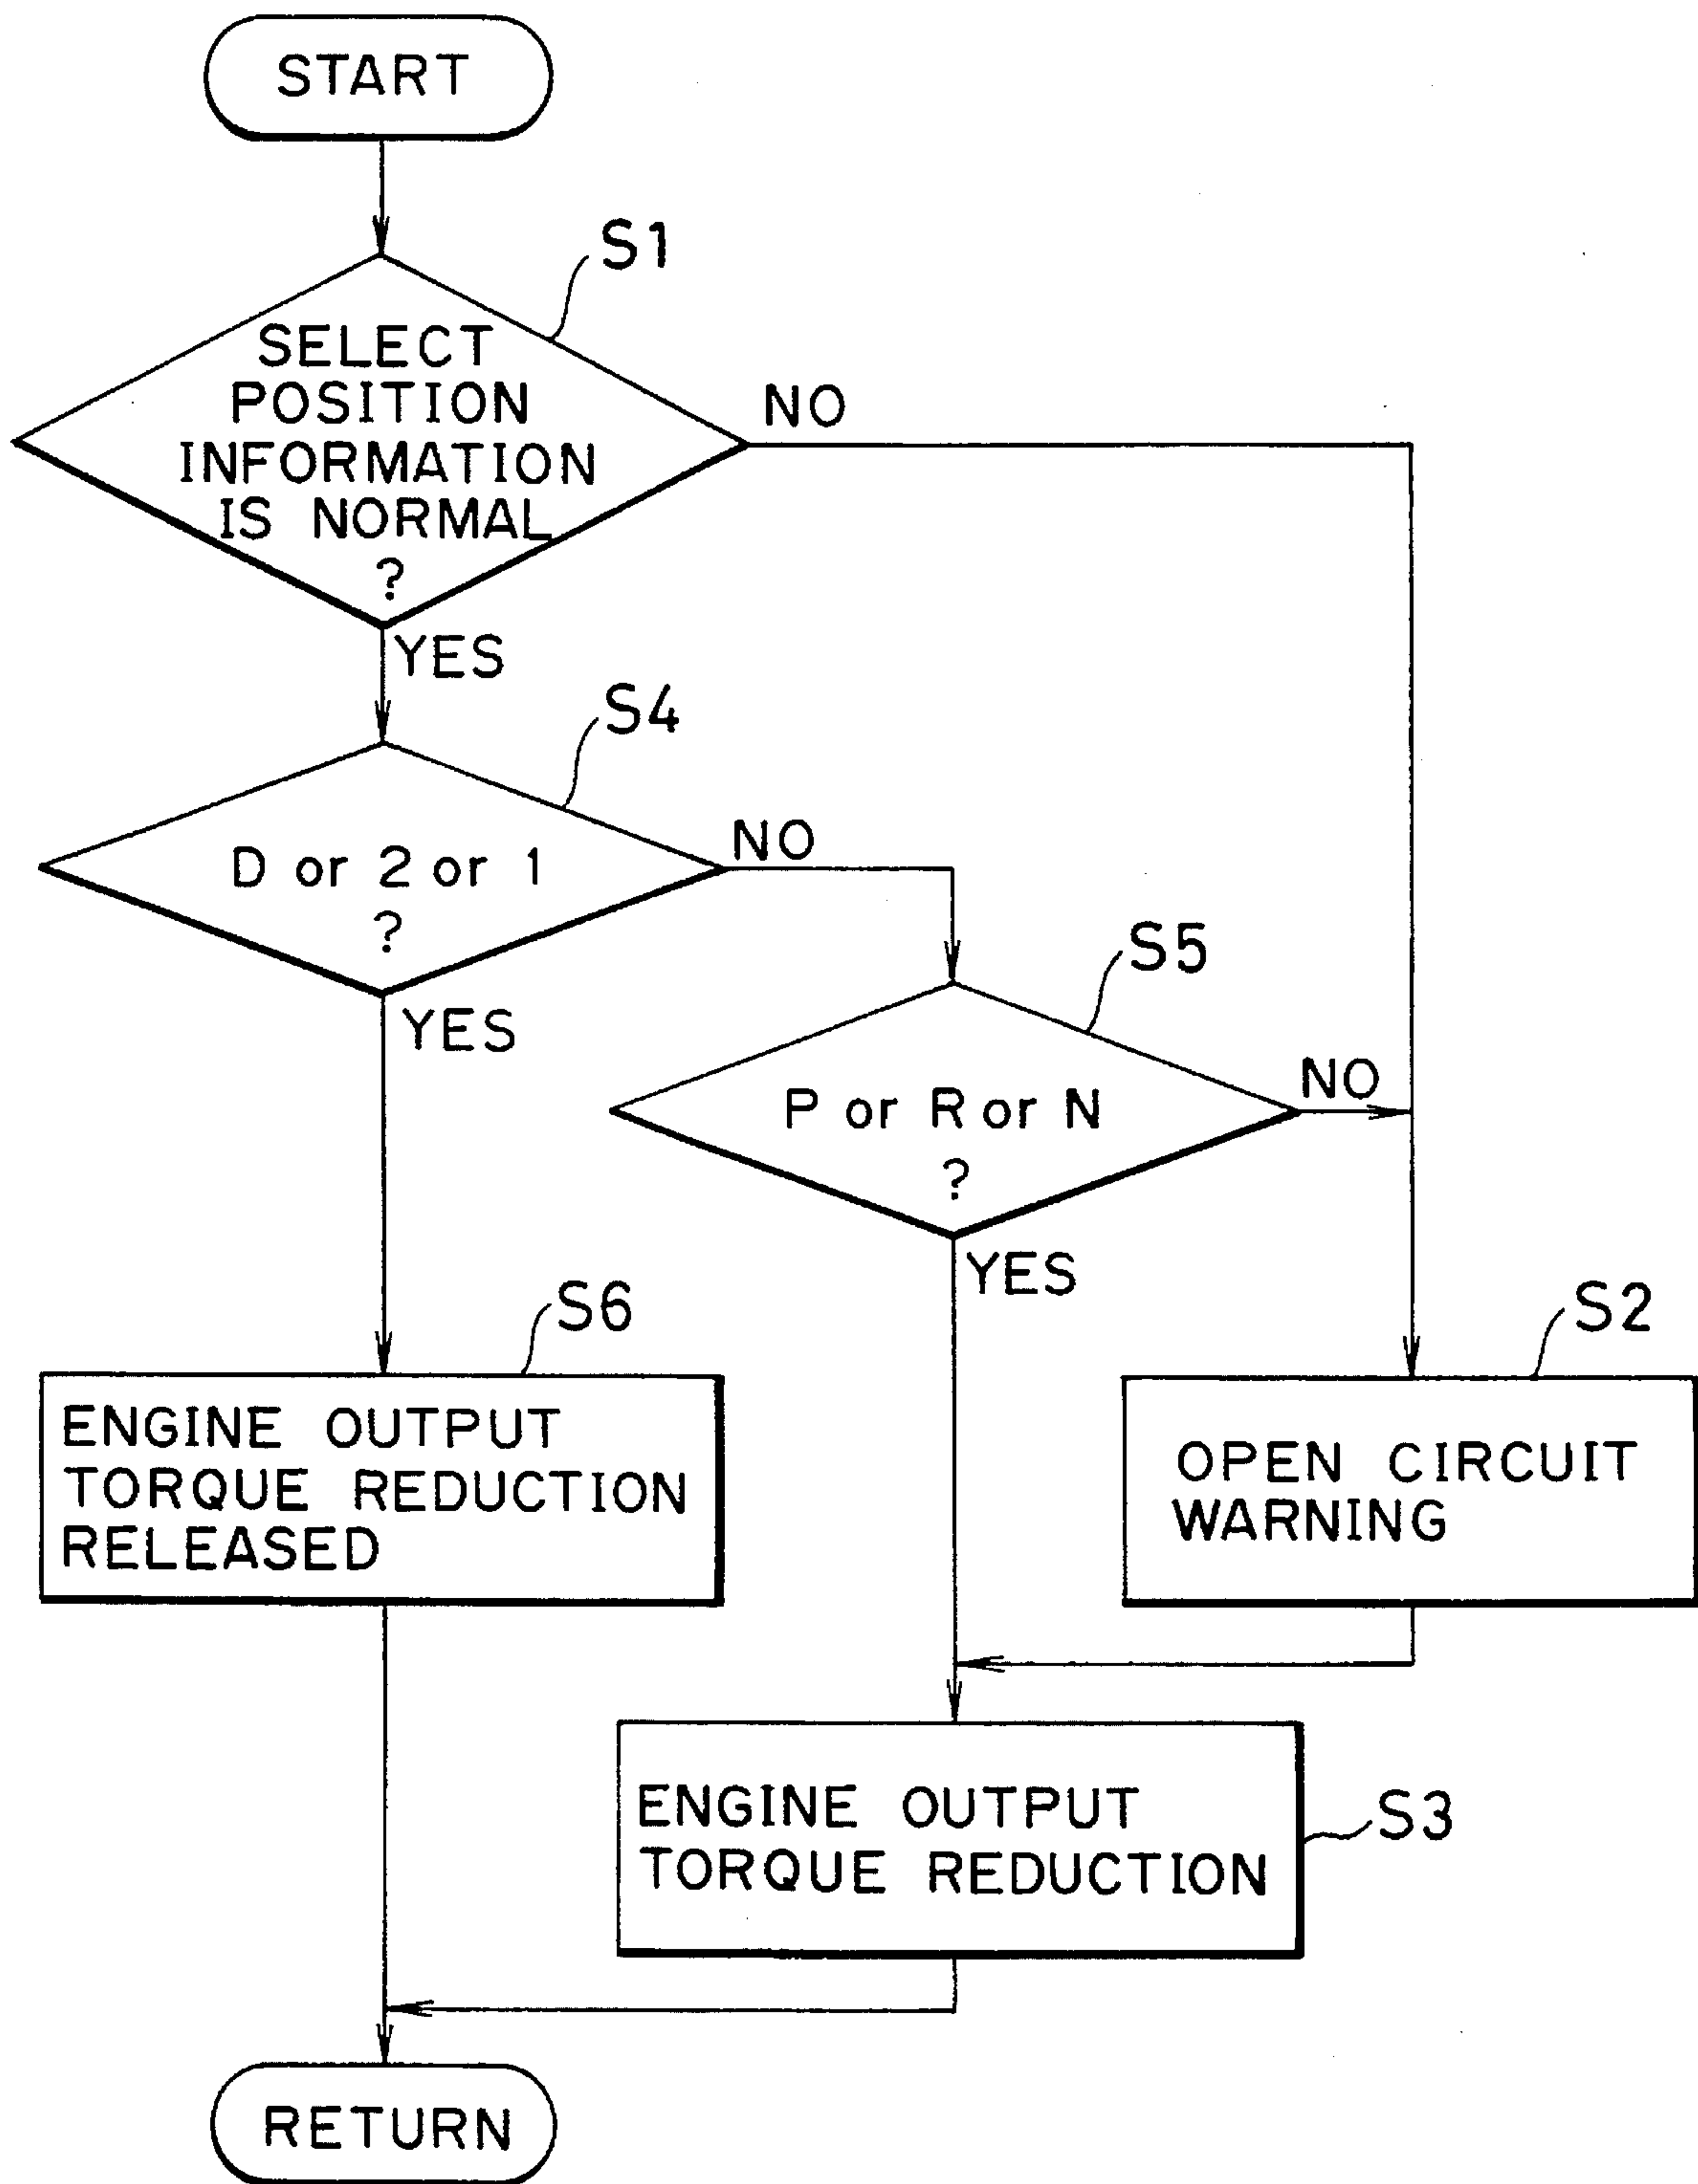 START
S1
SELECT
POSITION
INFORMATION
IS NORMAL
?
NO
YES
S4
D or 2 or 1
?
NO
YES
S5
P or R or N
?
NO
YES
S6
ENGINE OUTPUT
TORQUE REDUCTION
RELEASED
S2
OPEN CIRCUIT
WARNING
ENGINE OUTPUT
TORQUE REDUCTION
S3
RETURN